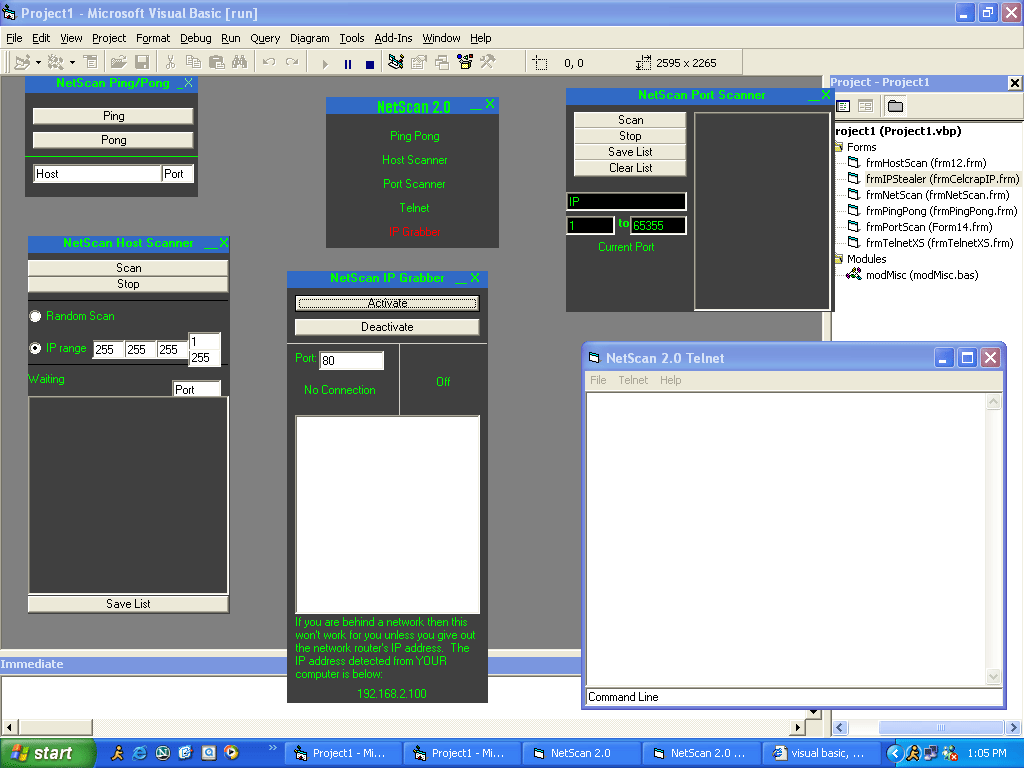 Project1 - Microsoft Visual Basic [run]
File Edit View Project Format Debug Run Query Diagram Tools Add-Ins Window Help
0, 0
2595 x 2265
NetScan Ping/Pong _ X
Ping
Pong
Host
Port
NetScan 2.0 _ X
Ping Pong
Host Scanner
Port Scanner
Telnet
IP Grabber
NetScan Port Scanner _ X
Scan
Stop
Save List
Clear List
IP
1 to 65355
Current Port
Project - Project1
roject1 (Project1.vbp)
Forms
frmHostScan (frm12.frm)
frmIPStealer (frmCelcrapIP.frm)
frmNetScan (frmNetScan.frm)
frmPingPong (frmPingPong.frm)
frmPortScan (Form14.frm)
frmTelnetXS (frmTelnetXS.frm)
Modules
modMisc (modMisc.bas)
NetScan Host Scanner _ X
Scan
Stop
Random Scan
IP range 255 255 255 1
255
Waiting
Port
Save List
NetScan IP Grabber _ X
Activate
Deactivate
Port: 80
No Connection
Off
If you are behind a network then this
won't work for you unless you give out
the network router's IP address. The
IP address detected from YOUR
computer is below:
192.168.2.100
NetScan 2.0 Telnet
File Telnet Help
Command Line
Immediate
start
Project1 - Mi...
Project1 - Mi...
NetScan 2.0
NetScan 2.0 ...
visual basic, ...
1:05 PM